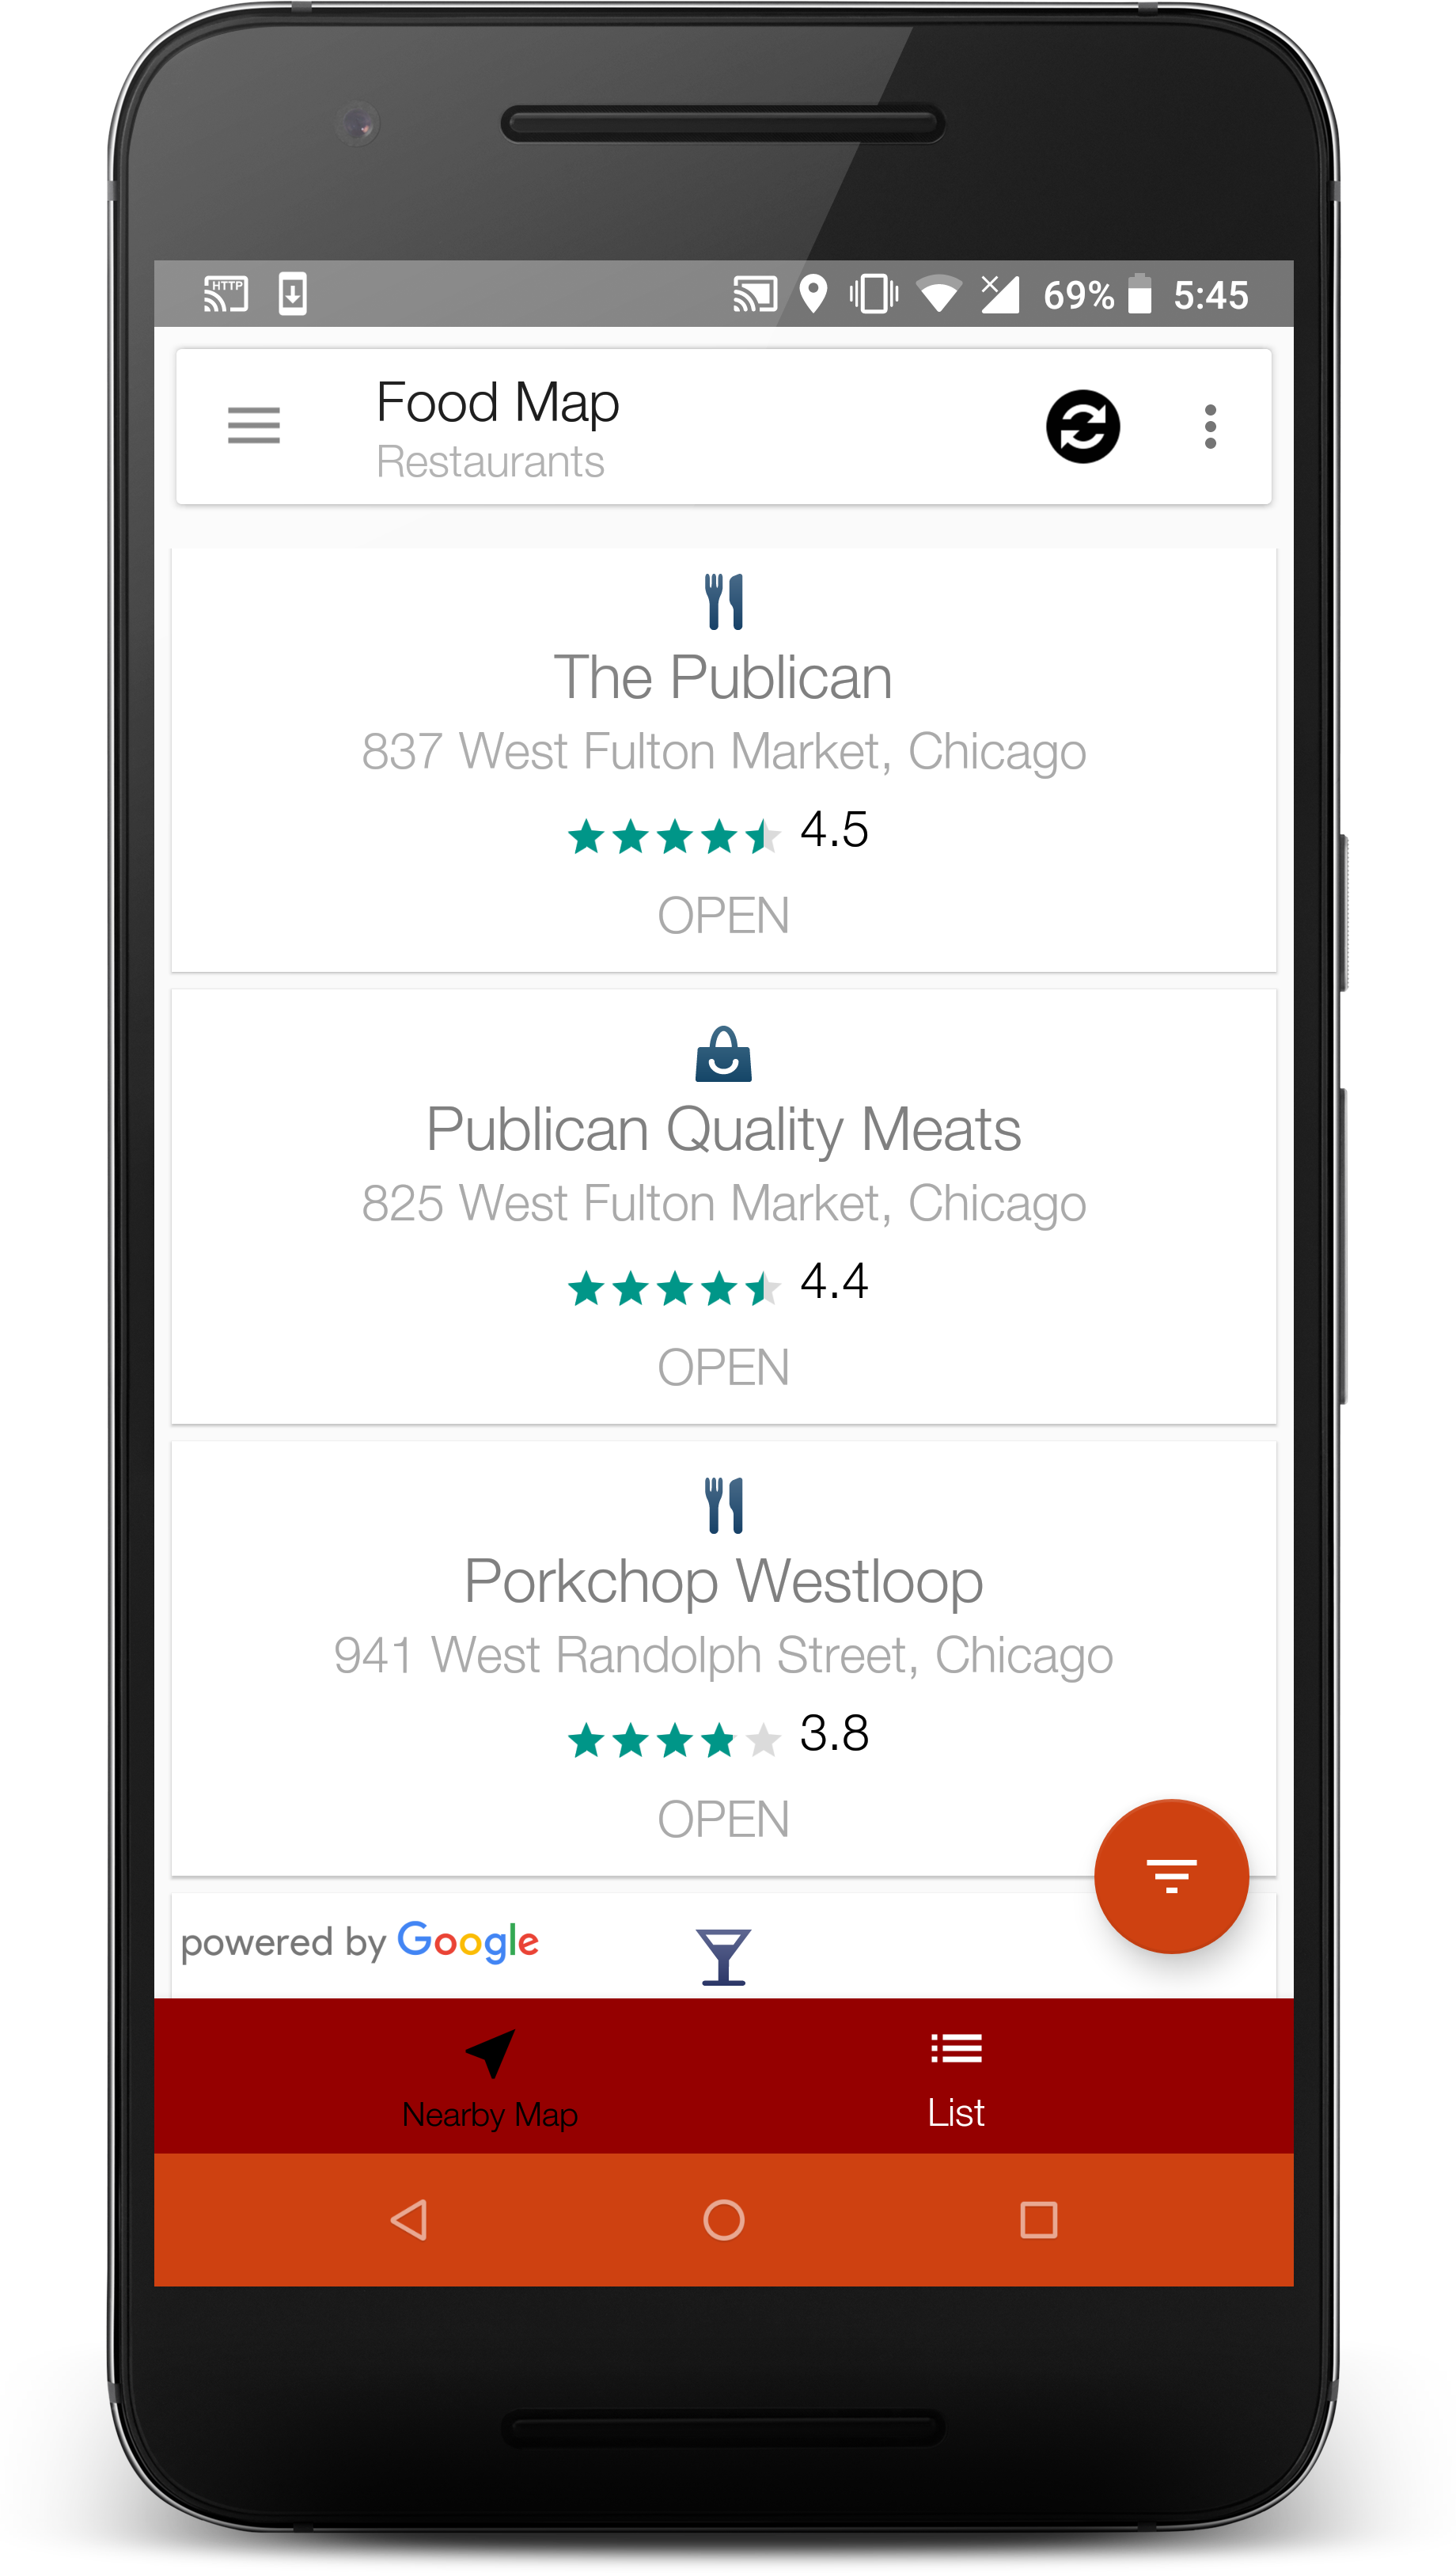 HTTP
69% 5:45
Food Map
Restaurants
The Publican
837 West Fulton Market, Chicago
4.5
OPEN
Publican Quality Meats
825 West Fulton Market, Chicago
4.4
OPEN
Porkchop Westloop
941 West Randolph Street, Chicago
3.8
OPEN
powered by Google
Nearby Map
List